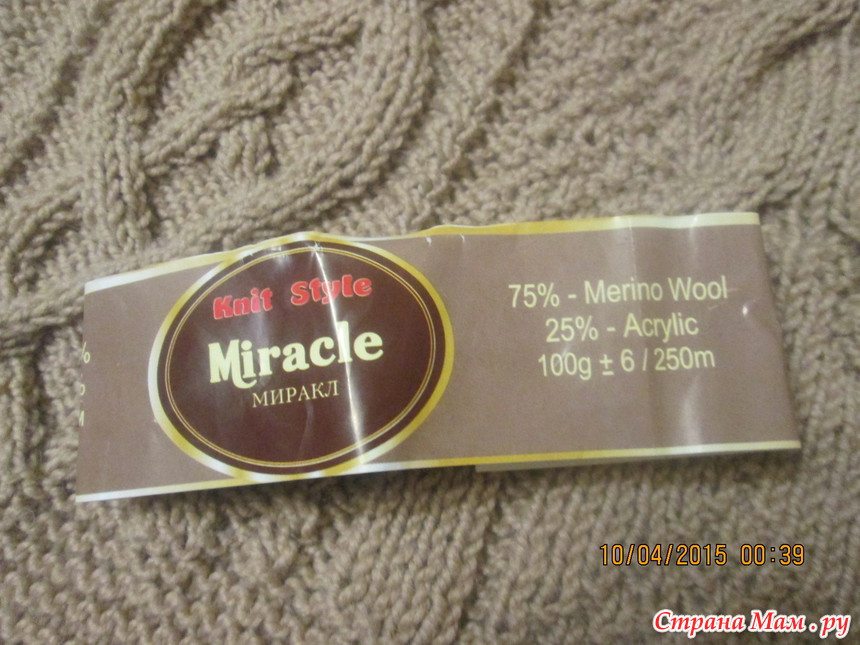 Knit Style
Miracle
МИРАКЛ
75% - Merino Wool
25% - Acrylic
100g ± 6 / 250m
10/04/2015 00:39
Страна Мам.ру